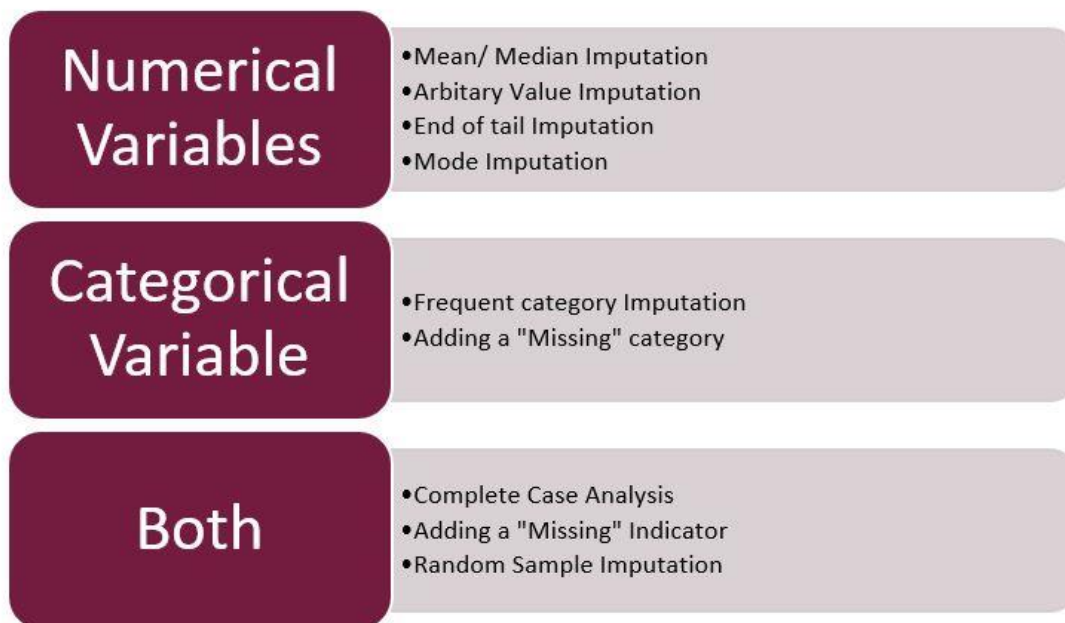 Numerical
Variables
•Mean/ Median Imputation
•Arbitary Value Imputation
•End of tail Imputation
•Mode Imputation
Categorical
Variable
•Frequent category Imputation
•Adding a "Missing" category
Both
•Complete Case Analysis
•Adding a "Missing" Indicator
•Random Sample Imputation